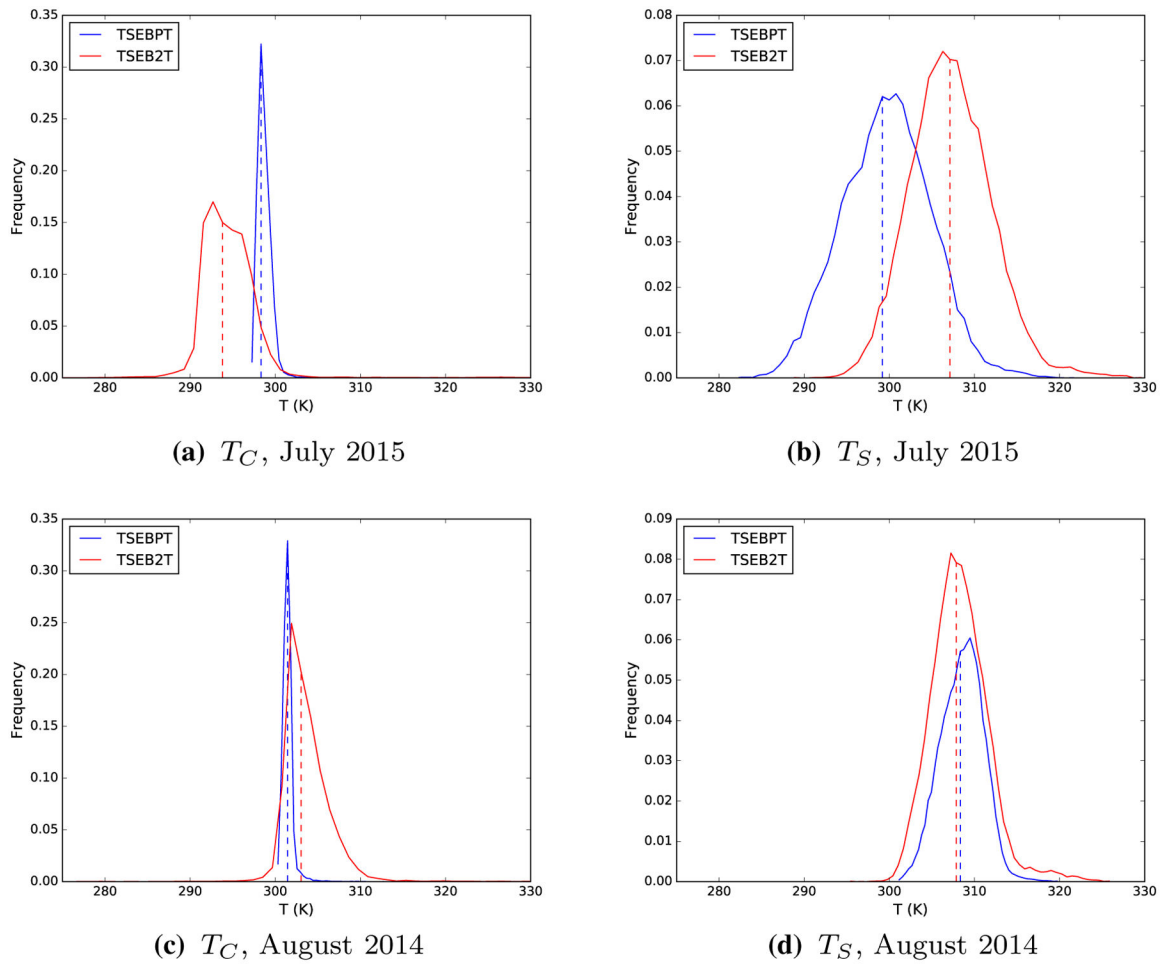 0.35
0.30
0.25
0.20
0.15
0.10
0.05
0.00
Frequency
TSEBPT
TSEB2T
280 290 300 310 320 330
T (K)
(a) T_C, July 2015
0.08
0.07
0.06
0.05
0.04
0.03
0.02
0.01
0.00
Frequency
TSEBPT
TSEB2T
280 290 300 310 320 330
T (K)
(b) T_S, July 2015
0.35
0.30
0.25
0.20
0.15
0.10
0.05
0.00
Frequency
TSEBPT
TSEB2T
280 290 300 310 320 330
T (K)
(c) T_C, August 2014
0.09
0.08
0.07
0.06
0.05
0.04
0.03
0.02
0.01
0.00
Frequency
TSEBPT
TSEB2T
280 290 300 310 320 330
T (K)
(d) T_S, August 2014